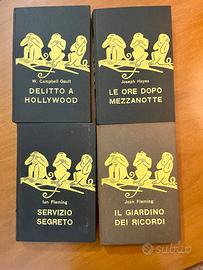 W. Campbell Gault
DELITTO A
HOLLYWOOD
Joseph Hayes
LE ORE DOPO
MEZZANOTTE
Ian Fleming
SERVIZIO
SEGRETO
Joan Fleming
IL GIARDINO
DEI RICORDI
subito